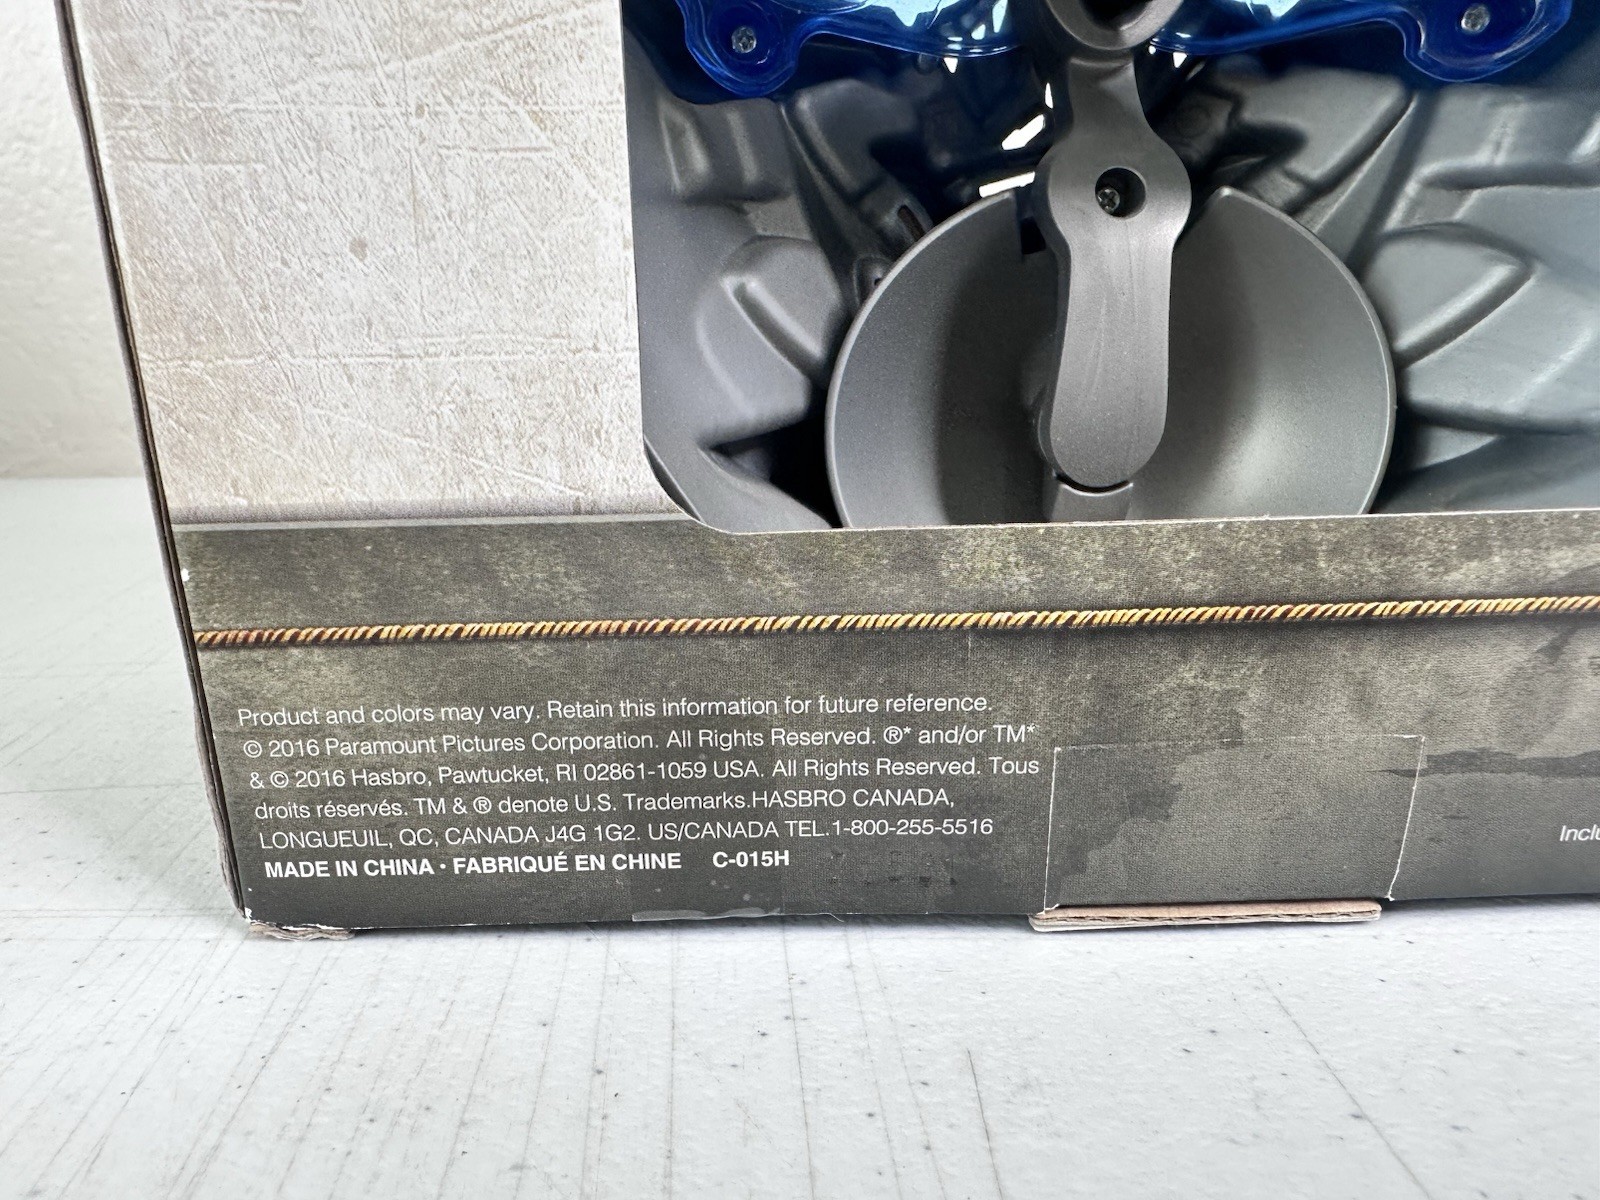 Product and colors may vary. Retain this information for future reference.
© 2016 Paramount Pictures Corporation. All Rights Reserved. ®* and/or TM*
& © 2016 Hasbro, Pawtucket, RI 02861-1059 USA. All Rights Reserved. Tous
droits réservés. TM & ® denote U.S. Trademarks.HASBRO CANADA,
LONGUEUIL, QC, CANADA J4G 1G2. US/CANADA TEL.1-800-255-5516
MADE IN CHINA · FABRIQUÉ EN CHINE C-015H